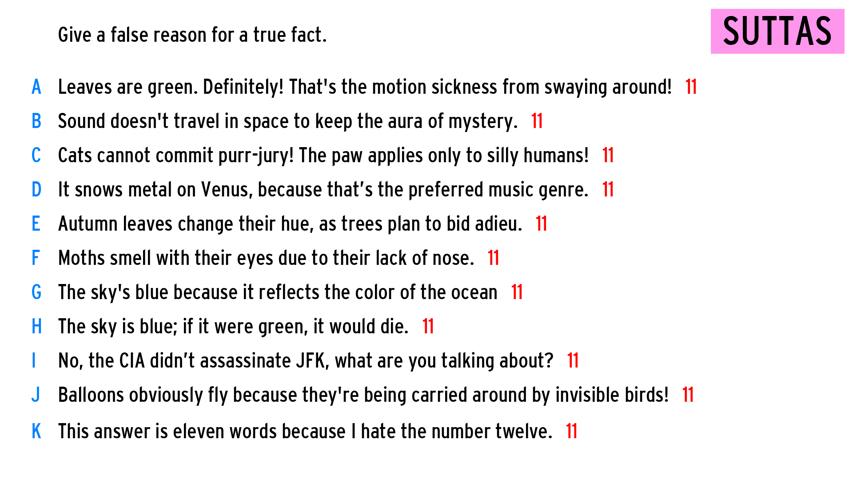 Give a false reason for a true fact.
SUTTAS
A Leaves are green. Definitely! That's the motion sickness from swaying around! 11
B Sound doesn't travel in space to keep the aura of mystery. 11
C Cats cannot commit purr-jury! The paw applies only to silly humans! 11
D It snows metal on Venus, because that’s the preferred music genre. 11
E Autumn leaves change their hue, as trees plan to bid adieu. 11
F Moths smell with their eyes due to their lack of nose. 11
G The sky's blue because it reflects the color of the ocean 11
H The sky is blue; if it were green, it would die. 11
I No, the CIA didn’t assassinate JFK, what are you talking about? 11
J Balloons obviously fly because they're being carried around by invisible birds! 11
K This answer is eleven words because I hate the number twelve. 11